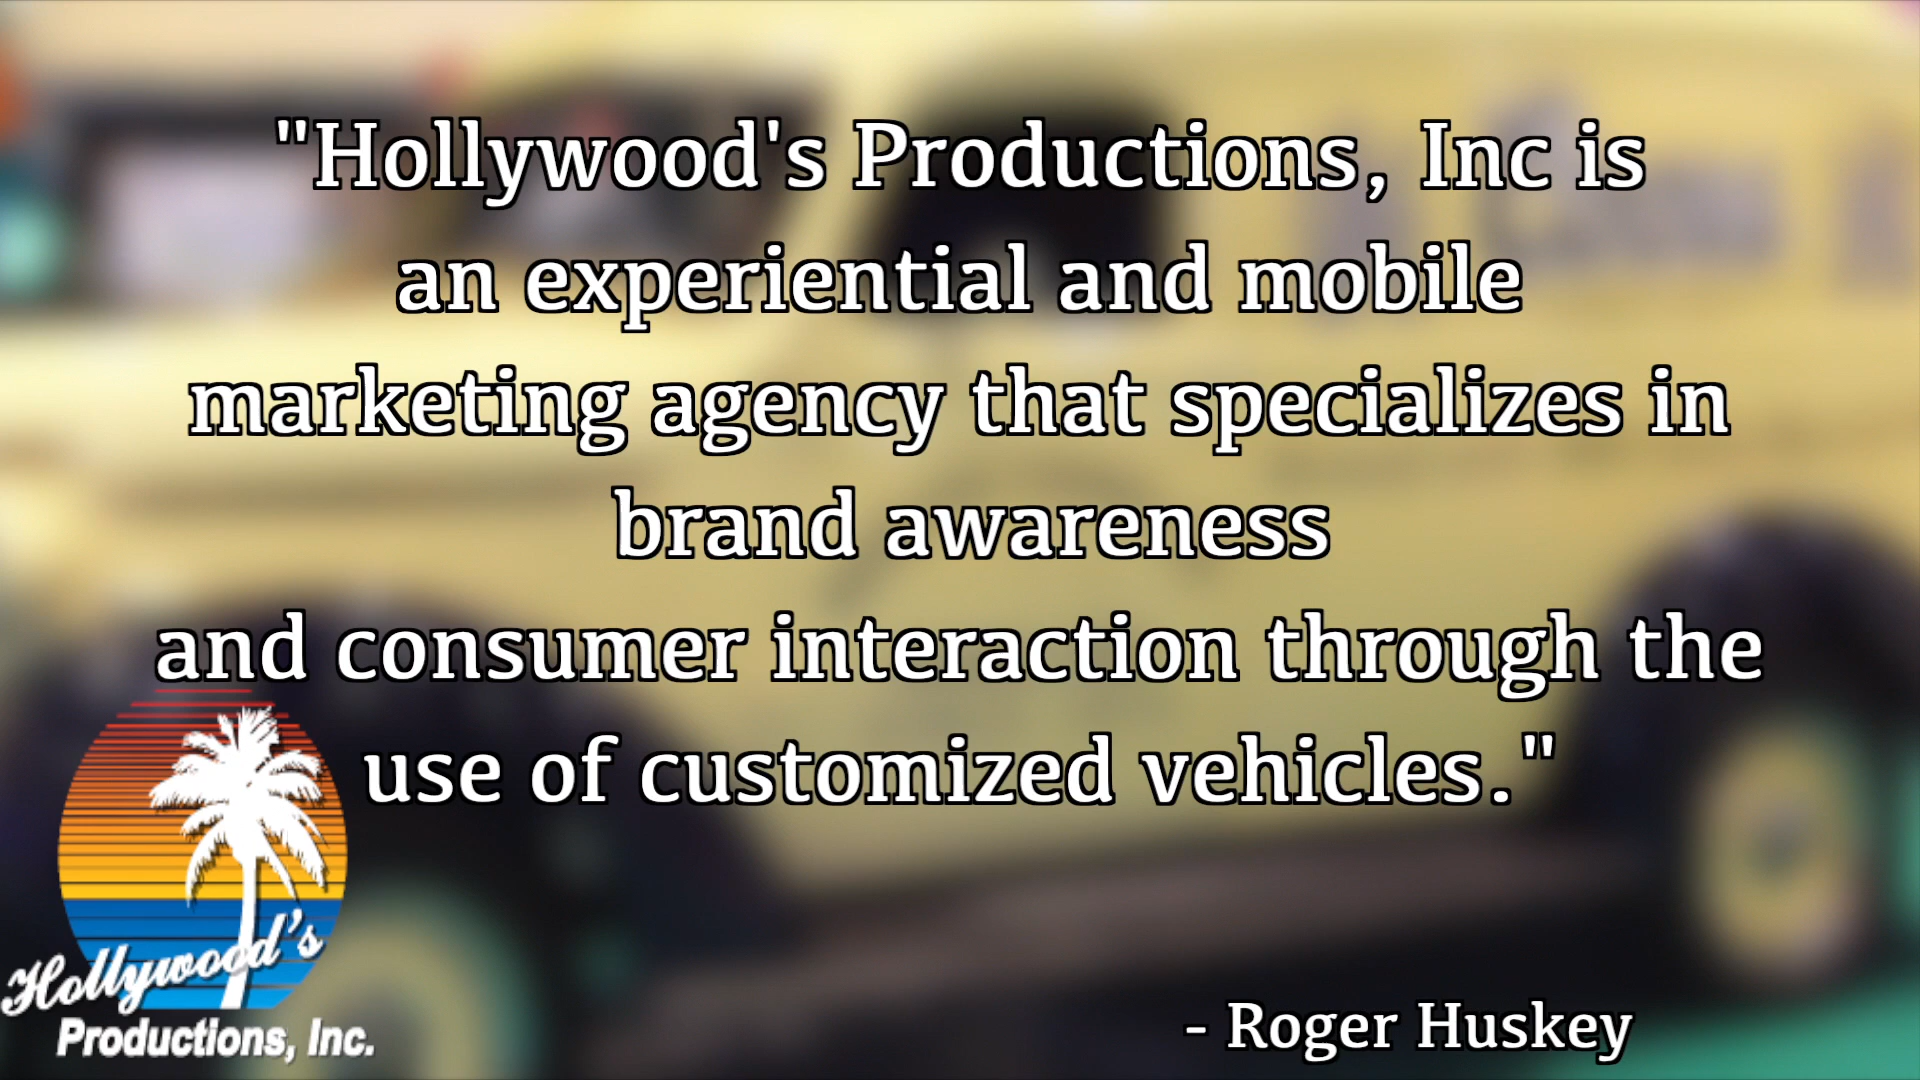 "Hollywood's Productions, Inc is
an experiential and mobile
marketing agency that specializes in
brand awareness
and consumer interaction through the
use of customized vehicles."
Hollywood's
Productions, Inc.
- Roger Huskey